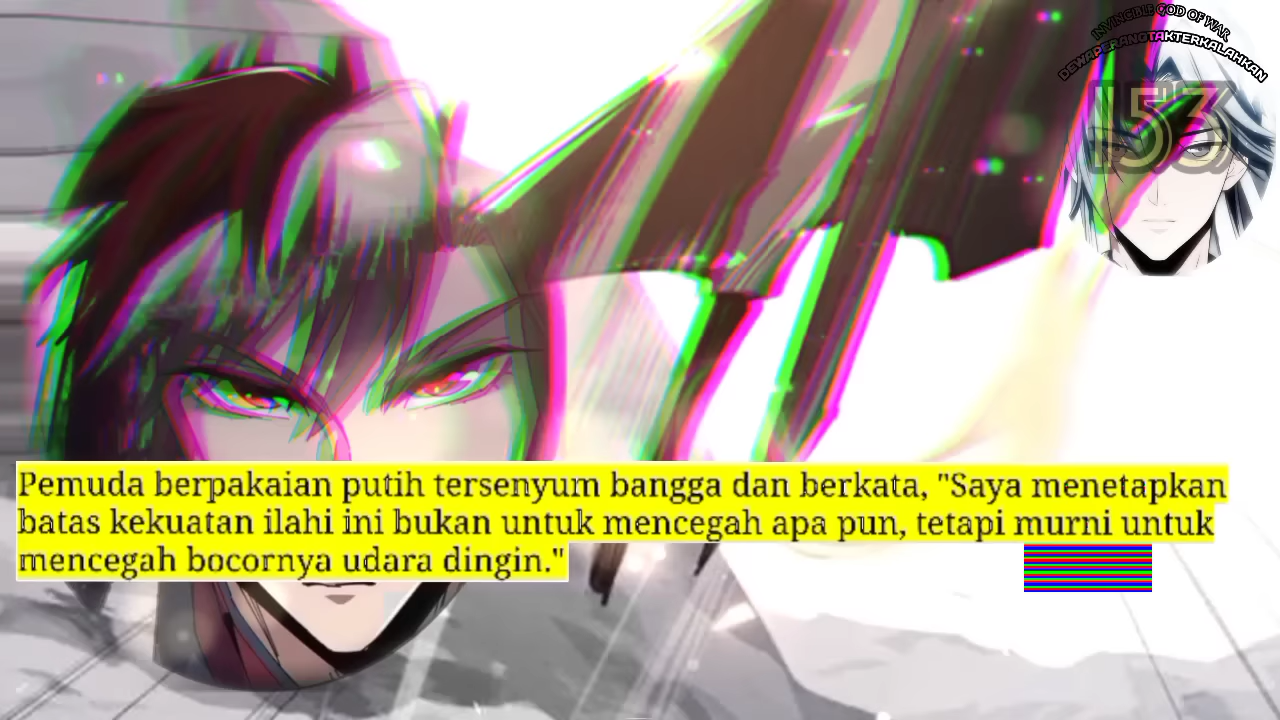 INVINCIBLE GOD OF WAR
DEWAPERANGTAKTERKALAHKAN
153
Pemuda berpakaian putih tersenyum bangga dan berkata, "Saya menetapkan
batas kekuatan ilahi ini bukan untuk mencegah apa pun, tetapi murni untuk
mencegah bocornya udara dingin."